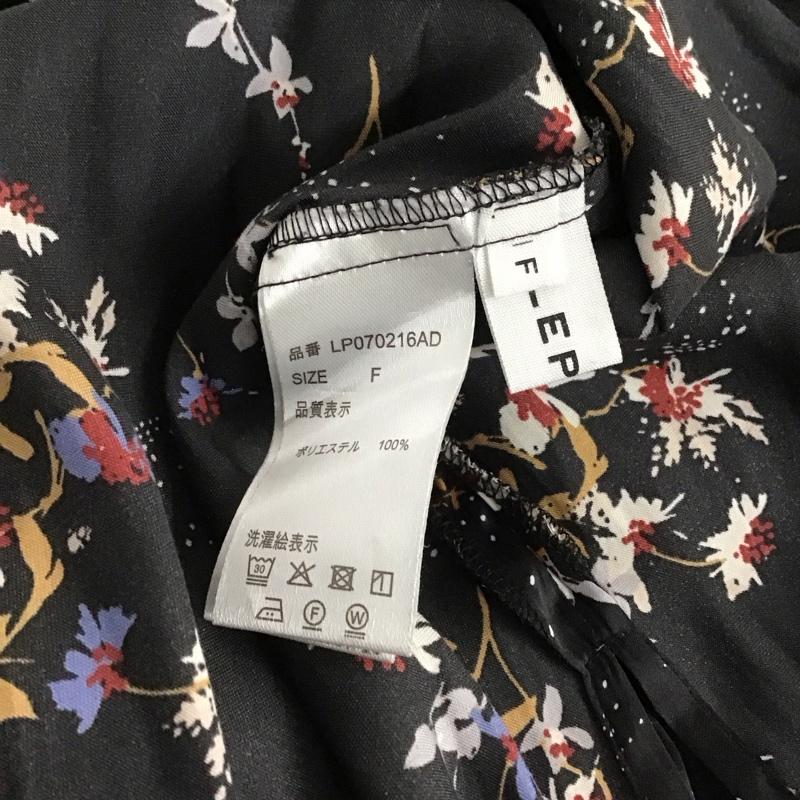 品番 LP070216AD
SIZE F
品質表示
ポリエステル 100%
洗濯絵表示
30
F W
F-EP